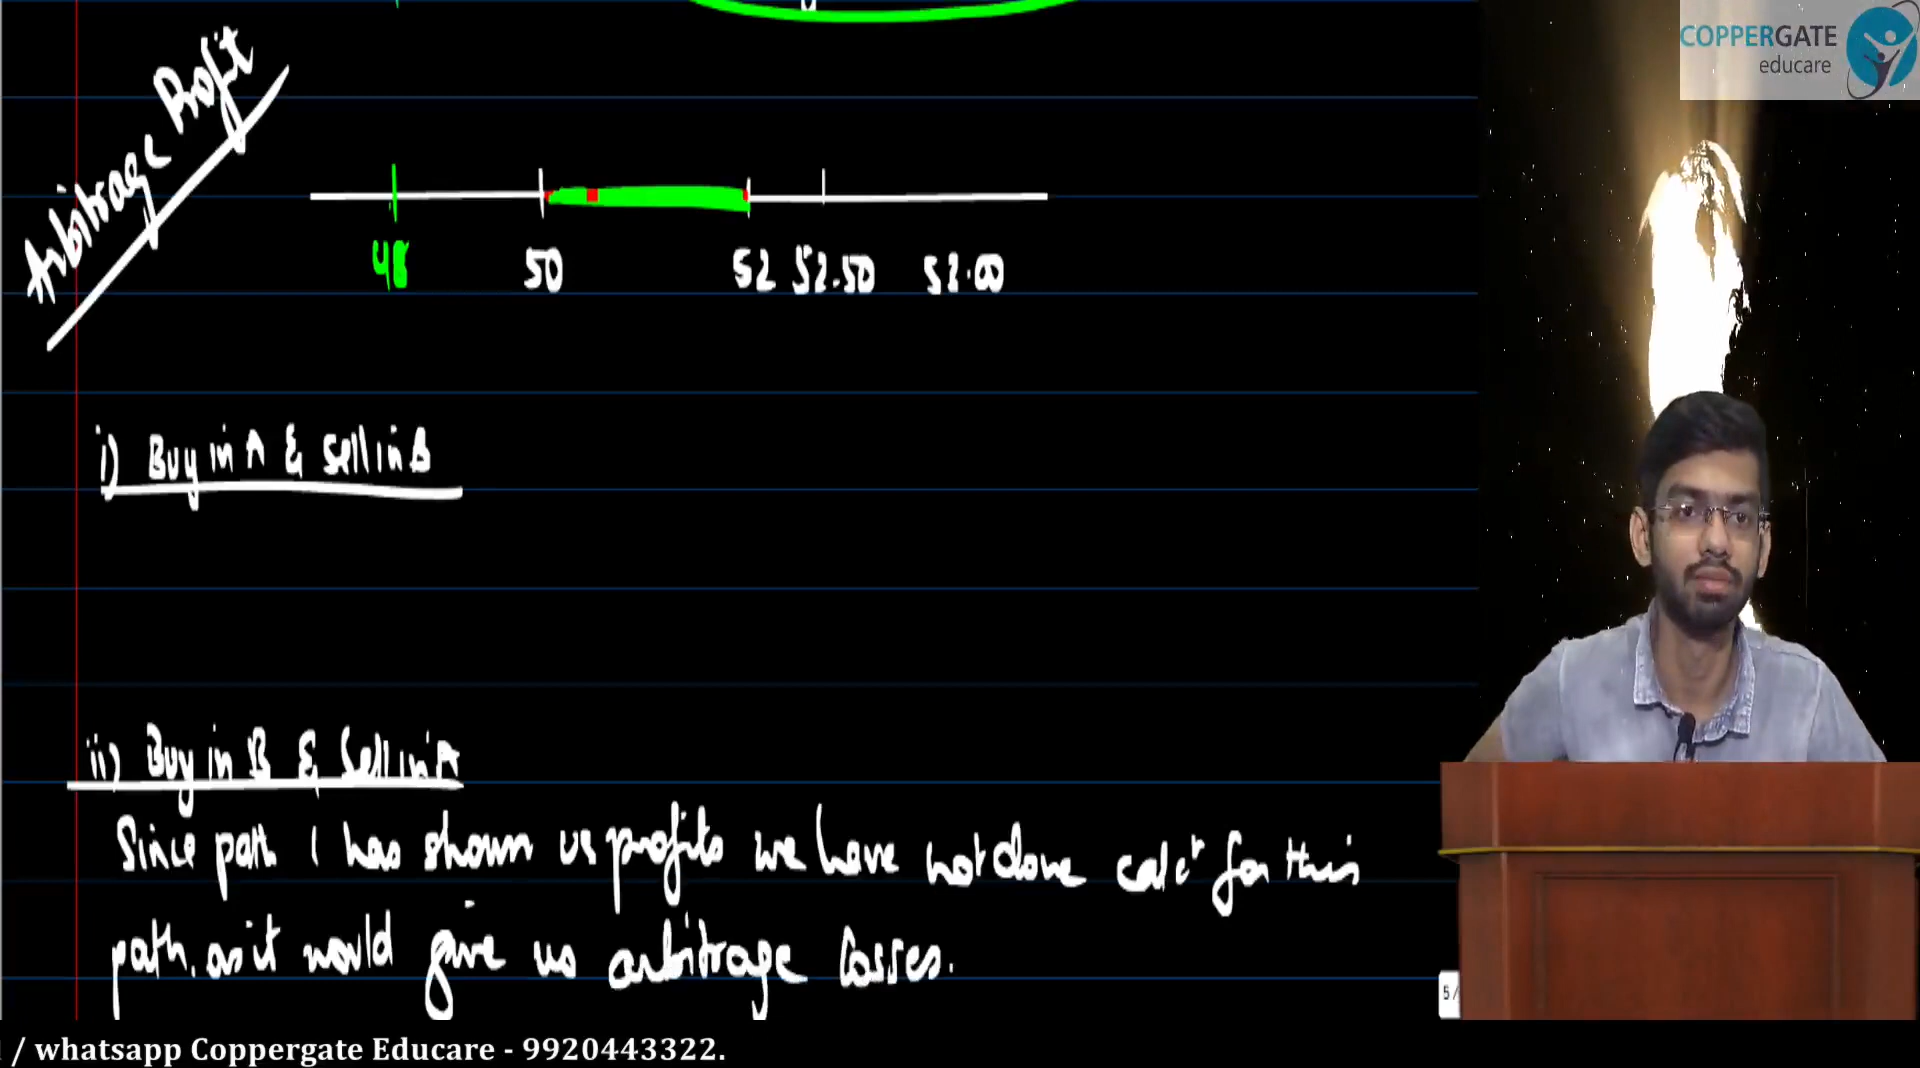 COPPERGATE
educare
Arbitrage Profit
48 50 52 52.50 53.00
i) Buy in A & Sell in B
ii) Buy in B & Sell in A
Since path 1 has shown us profits we have not done calcⁿ for this
path. as it would give us arbitrage losses.
5/
/ whatsapp Coppergate Educare - 9920443322.